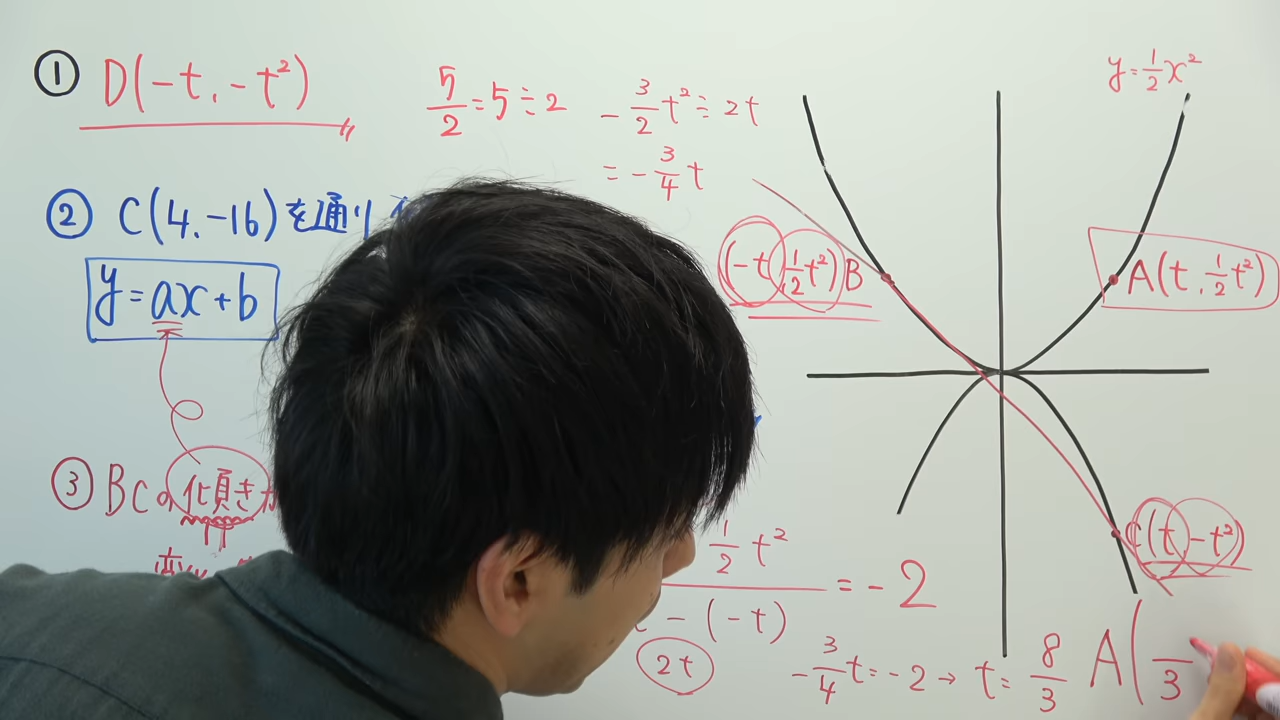 ① D(-t, -t²)
5/2 = 5÷2
-3/2 t² ÷ 2t
= -3/4 t
② C(4, -16)を通り
y=ax+b
③ BCの傾き
1/2 t²
- (-t)
= -2
2t
-3/4 t = -2 → t = 8/3
A( /3
y=1/2 x²
(-t, 1/2 t²)B
A(t, 1/2 t²)
C(t, -t²)